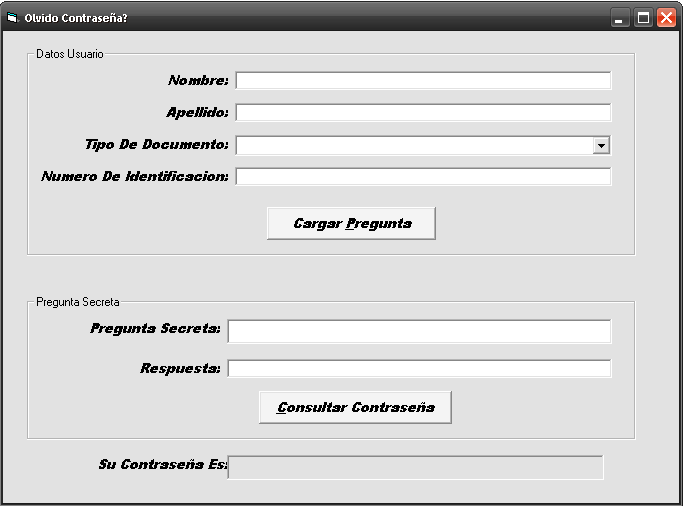 Olvido Contraseña?
Datos Usuario
Nombre:
Apellido:
Tipo De Documento:
Numero De Identificacion:
Cargar Pregunta
Pregunta Secreta
Pregunta Secreta:
Respuesta:
Consultar Contraseña
Su Contraseña Es: